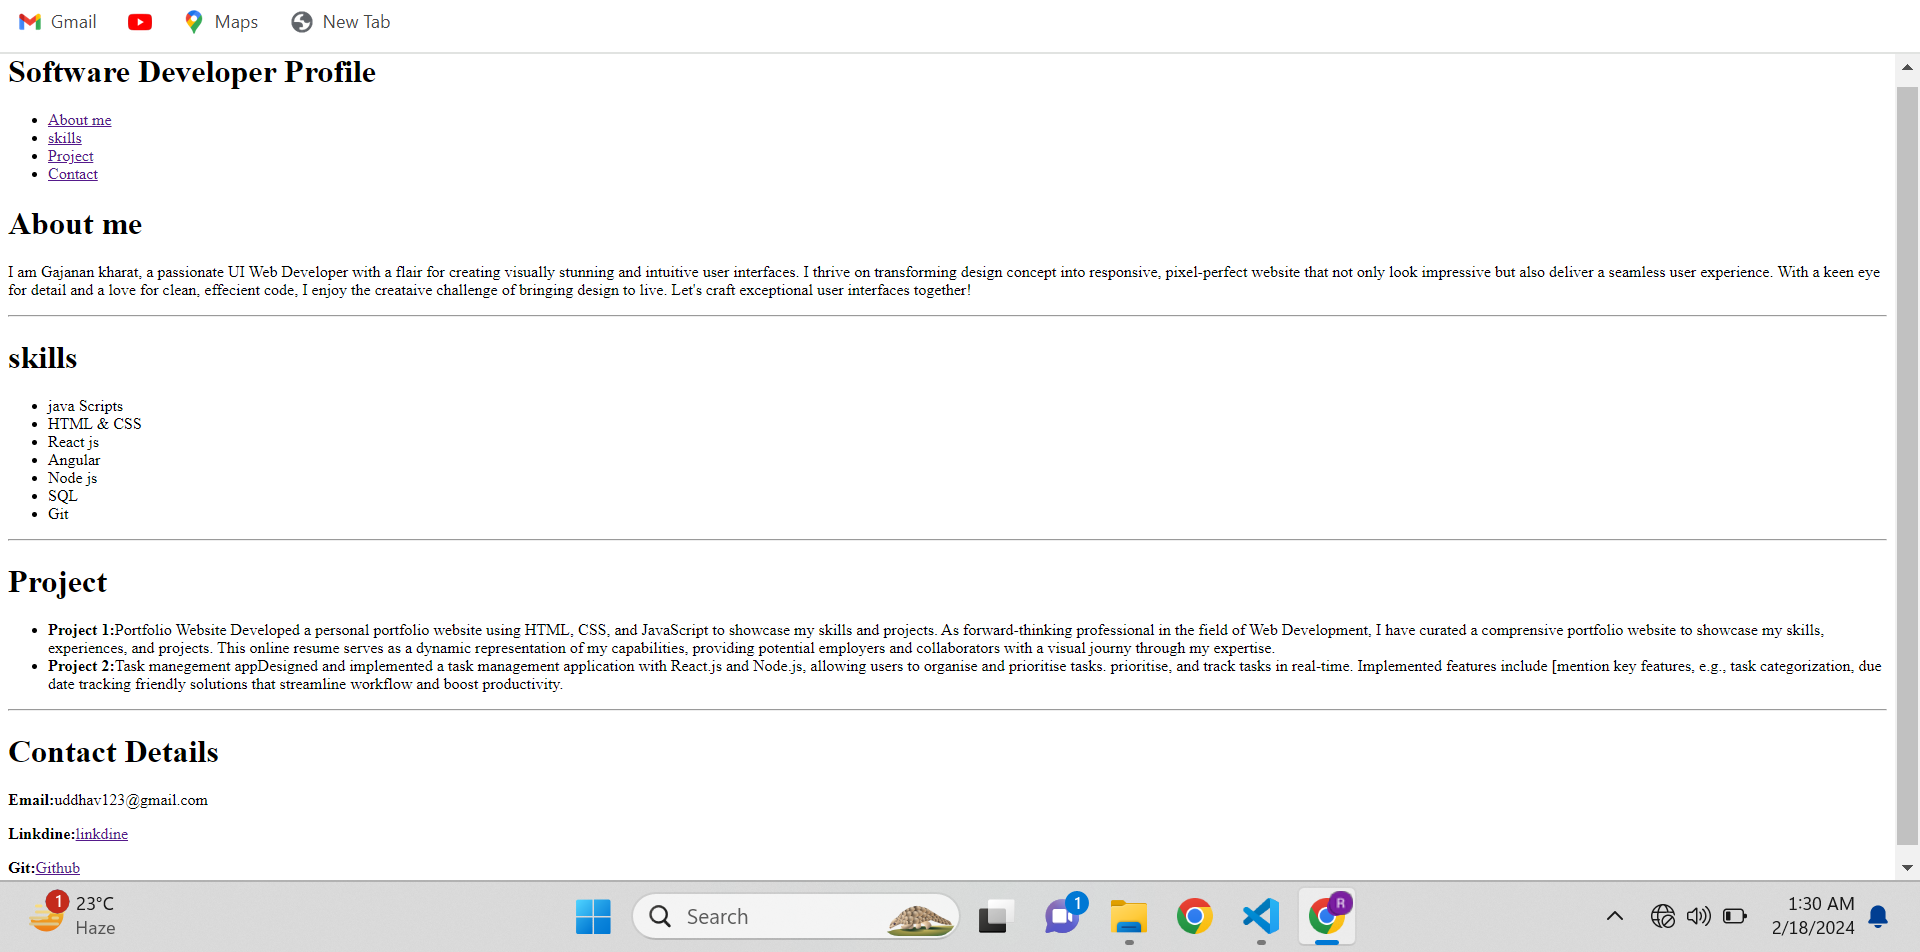 Gmail
Maps
New Tab
Software Developer Profile
About me
skills
Project
Contact
About me
I am Gajanan kharat, a passionate UI Web Developer with a flair for creating visually stunning and intuitive user interfaces. I thrive on transforming design concept into responsive, pixel-perfect website that not only look impressive but also deliver a seamless user experience. With a keen eye
for detail and a love for clean, effecient code, I enjoy the creataive challenge of bringing design to live. Let's craft exceptional user interfaces together!
skills
java Scripts
HTML & CSS
React js
Angular
Node js
SQL
Git
Project
Project 1:Portfolio Website Developed a personal portfolio website using HTML, CSS, and JavaScript to showcase my skills and projects. As forward-thinking professional in the field of Web Development, I have curated a comprensive portfolio website to showcase my skills,
experiences, and projects. This online resume serves as a dynamic representation of my capabilities, providing potential employers and collaborators with a visual journy through my expertise.
Project 2:Task manegement appDesigned and implemented a task management application with React.js and Node.js, allowing users to organise and prioritise tasks. prioritise, and track tasks in real-time. Implemented features include [mention key features, e.g., task categorization, due
date tracking friendly solutions that streamline workflow and boost productivity.
Contact Details
Email:uddhav123@gmail.com
Linkdine:linkdine
Git:Github
1
23°C
Haze
Search
1
R
1:30 AM
2/18/2024